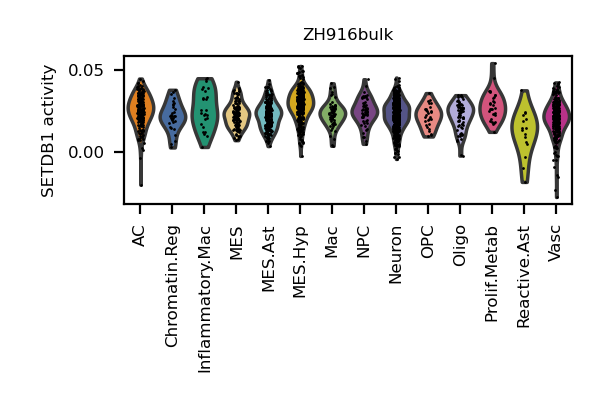 ZH916bulk
SETDB1 activity
0.05
0.00
AC
Chromatin.Reg
Inflammatory.Mac
MES
MES.Ast
MES.Hyp
Mac
NPC
Neuron
OPC
Oligo
Prolif.Metab
Reactive.Ast
Vasc